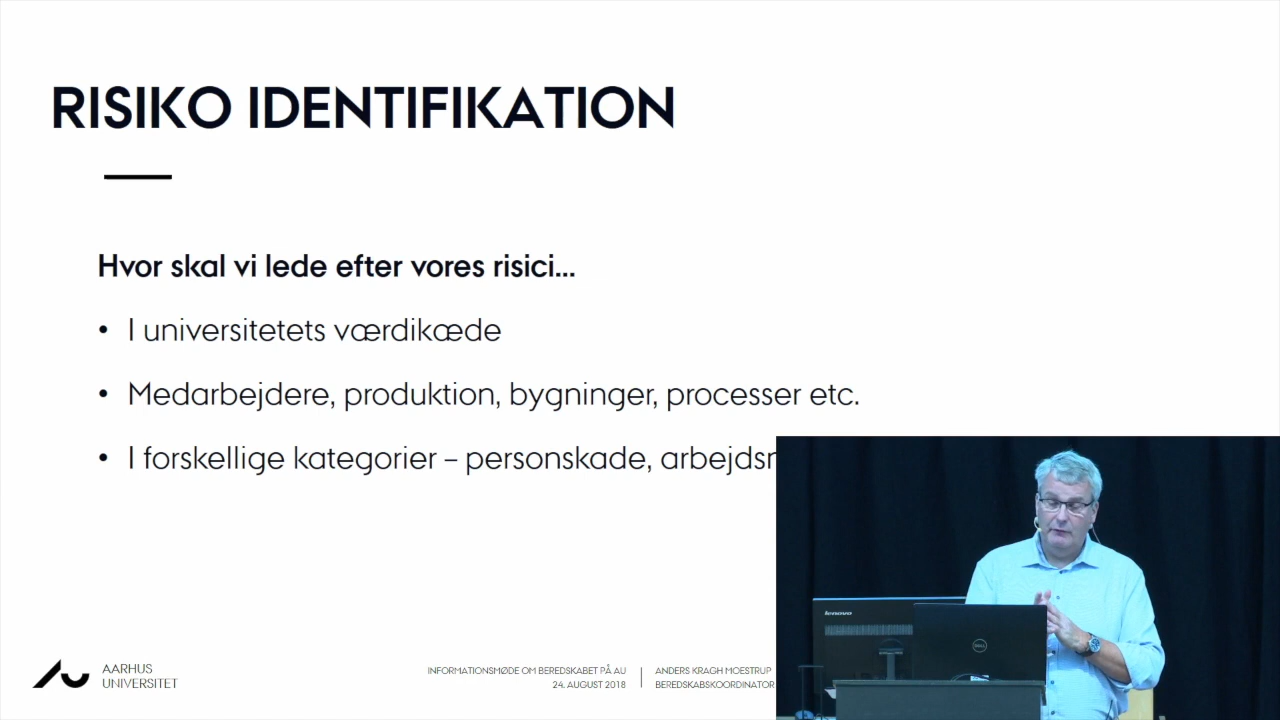 RISIKO IDENTIFIKATION
Hvor skal vi lede efter vores risici...
• I universitetets værdikæde
• Medarbejdere, produktion, bygninger, processer etc.
• I forskellige kategorier – personskade,
AARHUS
UNIVERSITET
INFORMATIONSMØDE OM BEREDSKABET PÅ AU
24. AUGUST 2018
ANDERS KRAGH MOESTRUP
BEREDSKABSKOORDINATOR
lenovo
DELL